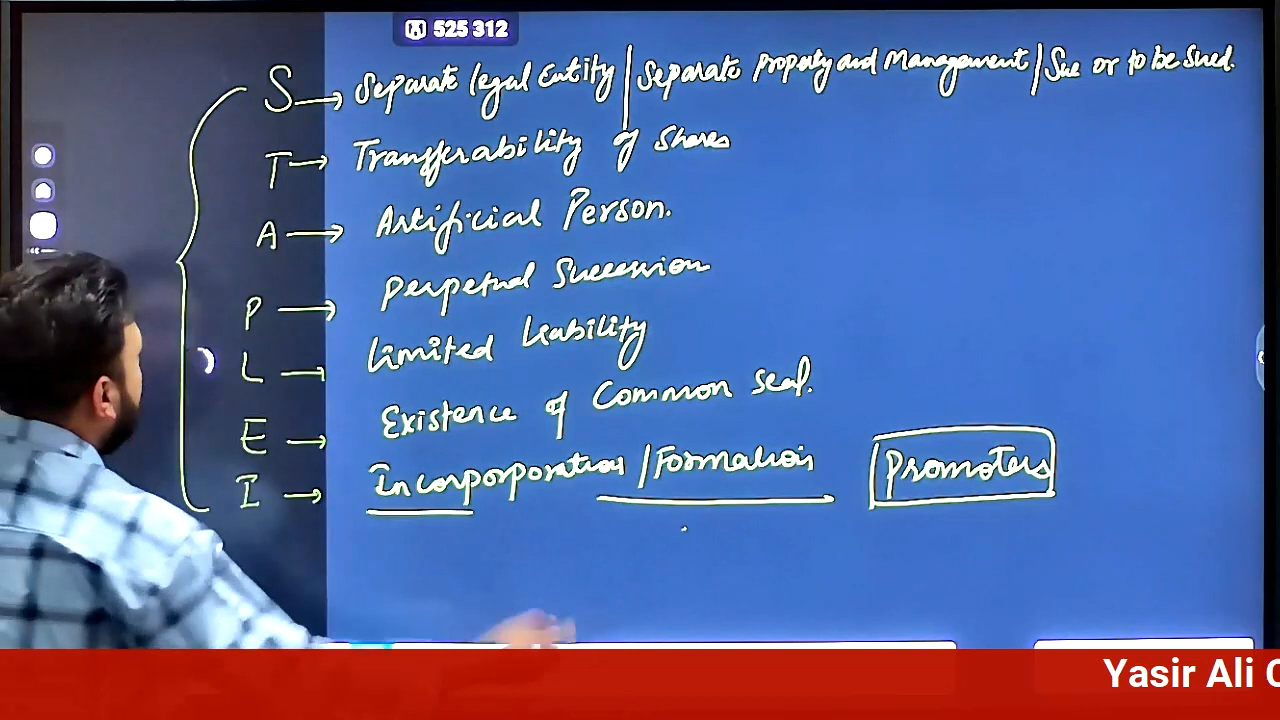 525 312
S → Separate legal Entity / Separate Property and Management / Sue or to be Sued.
T → Transferability of Shares
A → Artificial Person.
P → Perpetual Succession
L → Limited Liability
E → Existence of Common Seal.
I → Incorporporation / Formation Promoters
Yasir Ali